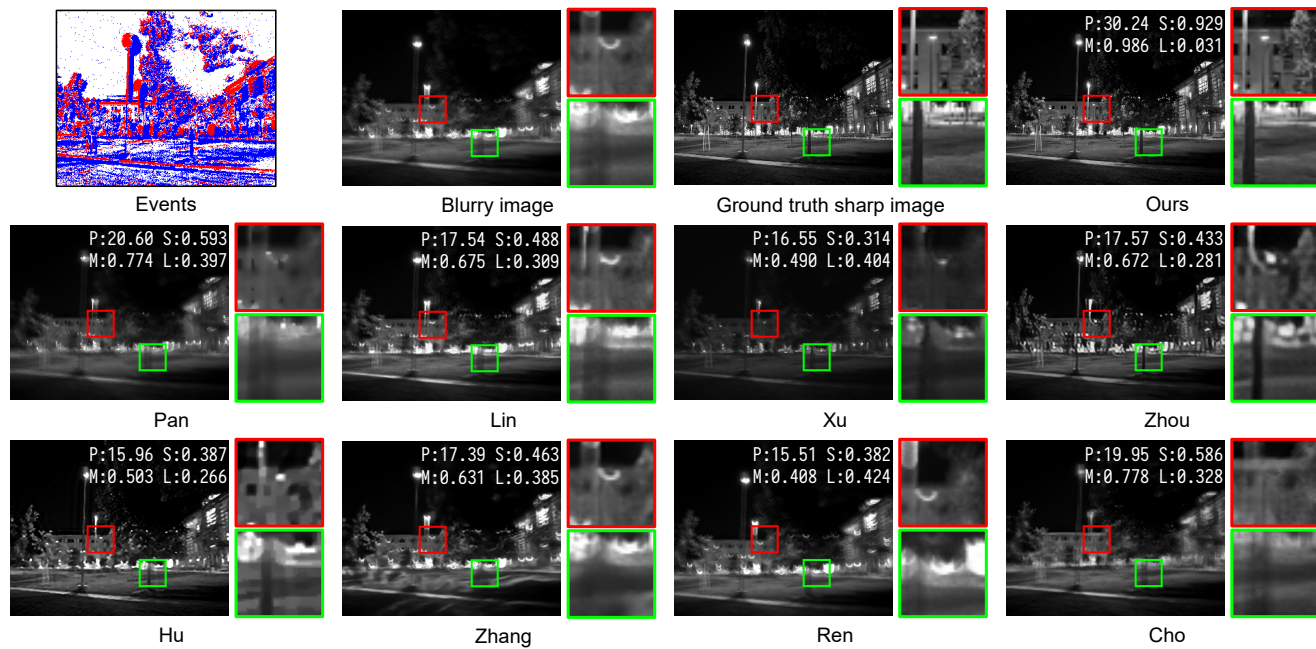 P:30.24 S:0.929
M:0.986 L:0.031
Events
Blurry image
Ground truth sharp image
Ours
P:20.60 S:0.593
M:0.774 L:0.397
P:17.54 S:0.488
M:0.675 L:0.309
P:16.55 S:0.314
M:0.490 L:0.404
P:17.57 S:0.433
M:0.672 L:0.281
Pan
Lin
Xu
Zhou
P:15.96 S:0.387
M:0.503 L:0.266
P:17.39 S:0.463
M:0.631 L:0.385
P:15.51 S:0.382
M:0.408 L:0.424
P:19.95 S:0.586
M:0.778 L:0.328
Hu
Zhang
Ren
Cho